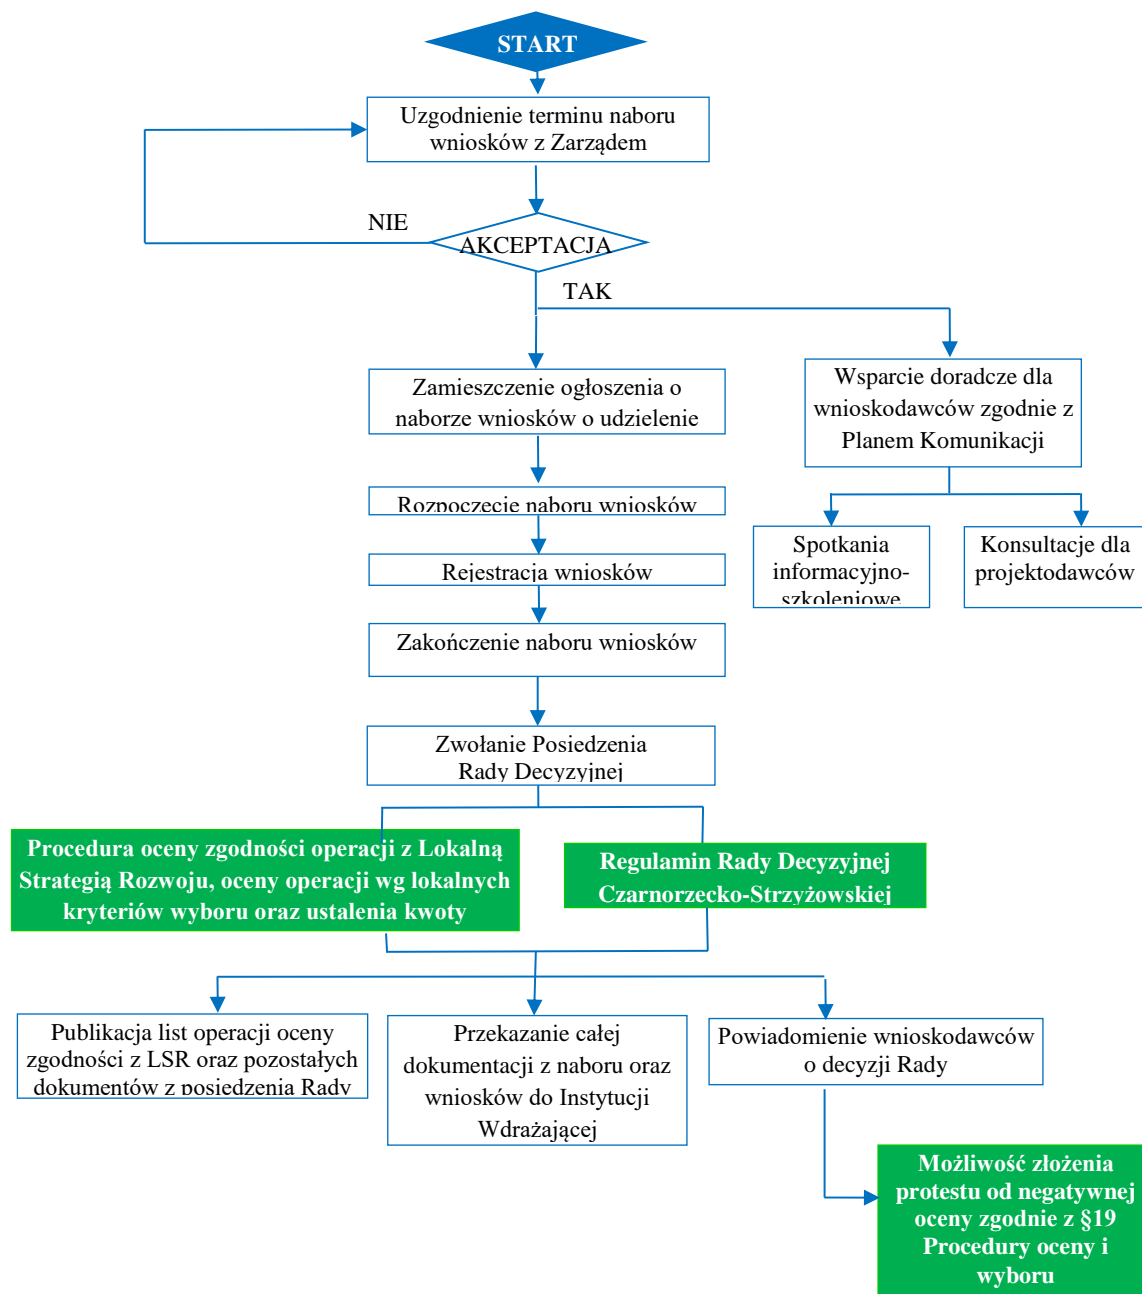 START
Uzgodnienie terminu naboru
wniosków z Zarządem
NIE
AKCEPTACJA
TAK
Zamieszczenie ogłoszenia o
naborze wniosków o udzielenie
Wsparcie doradcze dla
wnioskodawców zgodnie z
Planem Komunikacji
Rozpoczęcie naboru wniosków
Spotkania
informacyjno-
szkoleniowe
Konsultacje dla
projektodawców
Rejestracja wniosków
Zakończenie naboru wniosków
Zwołanie Posiedzenia
Rady Decyzyjnej
Procedura oceny zgodności operacji z Lokalną
Strategią Rozwoju, oceny operacji wg lokalnych
kryteriów wyboru oraz ustalenia kwoty
Regulamin Rady Decyzyjnej
Czarnorzecko-Strzyżowskiej
Publikacja list operacji oceny
zgodności z LSR oraz pozostałych
dokumentów z posiedzenia Rady
Przekazanie całej
dokumentacji z naboru oraz
wniosków do Instytucji
Wdrażającej
Powiadomienie wnioskodawców
o decyzji Rady
Możliwość złożenia
protestu od negatywnej
oceny zgodnie z §19
Procedury oceny i
wyboru